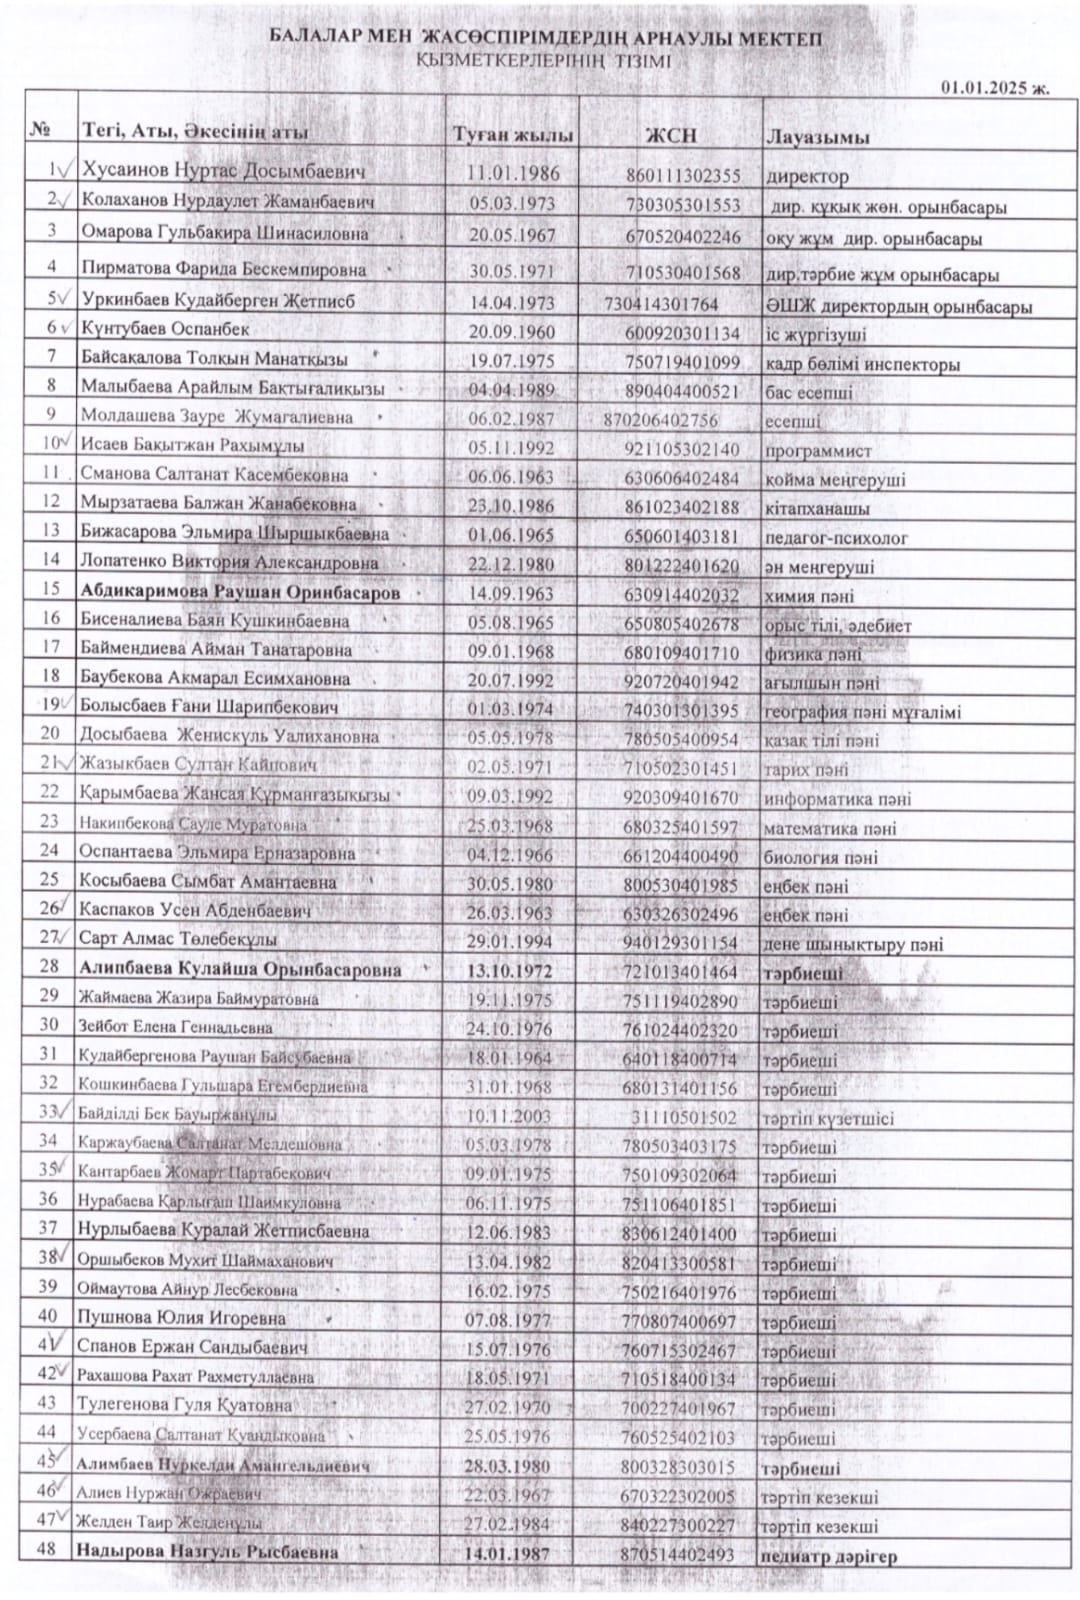 БАЛАЛАР МЕН ЖАСӨСПІРІМДЕРДІҢ АРНАУЛЫ МЕКТЕП
ҚЫЗМЕТКЕРЛЕРІНІҢ ТІЗІМІ
01.01.2025 ж.
№ Тегі, Аты, Әкесінің аты Туған жылы ЖСН Лауазымы
1 Хусаинов Нуртас Досымбаевич 11.01.1986 860111302355 директор
2 Колаханов Нурдаулет Жаманбаевич 05.03.1973 730305301553 дир. құқық жөн. орынбасары
3 Омарова Гульбакира Шинасиловна 20.05.1967 670520402246 оқу жұм дир. орынбасары
4 Пирматова Фарида Бескемпировна 30.05.1971 710530401568 дир.тәрбие жұм орынбасары
5 Уркинбаев Кудайберген Жетписб 14.04.1973 730414301764 ӘШЖ директордың орынбасары
6 Күнтубаев Оспанбек 20.09.1960 600920301134 іс жүргізуші
7 Байсакалова Толкын Манаткызы 19.07.1975 750719401099 кадр бөлімі инспекторы
8 Малыбаева Арайлым Бактығалиқызы 04.04.1989 890404400521 бас есепші
9 Молдашева Зауре Жумагалиевна 06.02.1987 870206402756 есепші
10 Исаев Бақытжан Рахымұлы 05.11.1992 921105302140 программист
11 Сманова Салтанат Касембековна 06.06.1963 630606402484 койма меңгеруші
12 Мырзатаева Балжан Жанабековна 23.10.1986 861023402188 кітапханашы
13 Бижасарова Эльмира Шыршыкбаевна 01.06.1965 650601403181 педагог-психолог
14 Лопатенко Виктория Александровна 22.12.1980 801222401620 ән меңгеруші
15 Абдикаримова Раушан Оринбасаров 14.09.1963 630914402032 химия пәні
16 Бисеналиева Баян Кушкинбаевна 05.08.1965 650805402678 орыс тілі, әдебиет
17 Баймендиева Айман Танатаровна 09.01.1968 680109401710 физика пәні
18 Баубекова Акмарал Есимхановна 20.07.1992 920720401942 ағылшын пәні
19 Болысбаев Ғани Шарипбекович 01.03.1974 740301301395 география пәні мұғалімі
20 Досыбаева Женискүль Уалихановна 05.05.1978 780505400954 қазақ тілі пәні
21 Жазыкбаев Султан Кайпович 02.05.1971 710502301451 тарих пәні
22 Қарымбаева Жансая Құрманғазықызы 09.03.1992 920309401670 информатика пәні
23 Накипбекова Сауле Муратовна 25.03.1968 680325401597 математика пәні
24 Оспантаева Эльмира Ерназаровна 04.12.1966 661204400490 биология пәні
25 Косыбаева Сымбат Амантаевна 30.05.1980 800530401985 еңбек пәні
26 Каспаков Усен Абденбаевич 26.03.1963 630326302496 еңбек пәні
27 Сарт Алмас Төлебекұлы 29.01.1994 940129301154 дене шынықтыру пәні
28 Алипбаева Кулайша Орынбасаровна 13.10.1972 721013401464 тәрбиеші
29 Жаймаева Жазира Баймуратовна 19.11.1975 751119402890 тәрбиеші
30 Зейбот Елена Геннадьевна 24.10.1976 761024402320 тәрбиеші
31 Кудайбергенова Раушан Байсубаевна 18.01.1964 640118400714 тәрбиеші
32 Кошкинбаева Гульшара Егембердиевна 31.01.1968 680131401156 тәрбиеші
33 Байділді Бек Бауыржанұлы 10.11.2003 31110501502 тәртіп күзетшісі
34 Каржаубаева Салтанат Мелдешовна 05.03.1978 780503403175 тәрбиеші
35 Кантарбаев Жомарт Партабекович 09.01.1975 750109302064 тәрбиеші
36 Нурабаева Қарлығаш Шаимкуловна 06.11.1975 751106401851 тәрбиеші
37 Нурлыбаева Куралай Жетписбаевна 12.06.1983 830612401400 тәрбиеші
38 Оршыбеков Мухит Шаймаханович 13.04.1982 820413300581 тәрбиеші
39 Оймаутова Айнур Лесбековна 16.02.1975 750216401976 тәрбиеші
40 Пушнова Юлия Игоревна 07.08.1977 770807400697 тәрбиеші
41 Спанов Ержан Сандыбаевич 15.07.1976 760715302467 тәрбиеші
42 Рахашова Рахат Рахметуллаевна 18.05.1971 710518400134 тәрбиеші
43 Тулегенова Гуля Қуатовна 27.02.1970 700227401967 тәрбиеші
44 Усербаева Салтанат Қуандыковна 25.05.1976 760525402103 тәрбиеші
45 Алимбаев Нуркелди Амангельдиевич 28.03.1980 800328303015 тәрбиеші
46 Алиев Нуржан Ожраевич 22.03.1967 670322302005 тәртіп кезекші
47 Желден Таир Желденұлы 27.02.1984 840227300227 тәртіп кезекші
48 Надырова Назгуль Рысбаевна 14.01.1987 870514402493 педиатр дәрігер